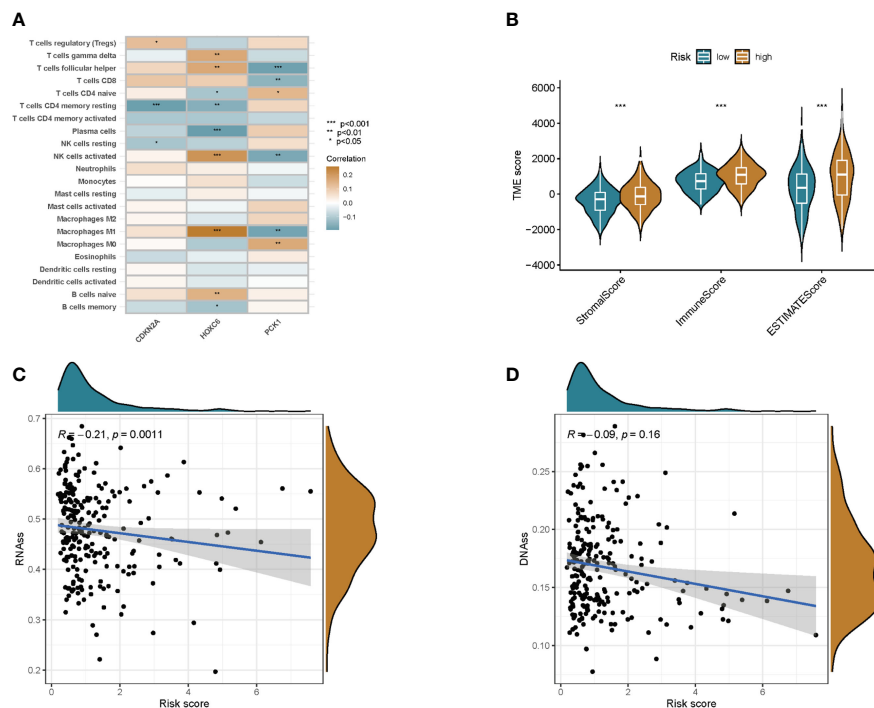 A
T cells regulatory (Tregs)
*
T cells gamma delta
**
T cells follicular helper
** ***
T cells CD8
**
T cells CD4 naive
* *
T cells CD4 memory resting
*** **
T cells CD4 memory activated
Plasma cells
***
NK cells resting
*
NK cells activated
*** **
Neutrophils
Monocytes
Mast cells resting
Mast cells activated
Macrophages M2
Macrophages M1
*** **
Macrophages M0
**
Eosinophils
Dendritic cells resting
Dendritic cells activated
B cells naive
**
B cells memory
*
CDKN2A
HOXC6
PCK1
*** p<0.001
** p<0.01
* p<0.05
Correlation
0.2
0.1
0.0
−0.1
B
Risk low high
6000
4000
2000
0
−2000
−4000
TME score
*** *** ***
StromalScore
ImmuneScore
ESTIMATEScore
C
R = −0.21, p = 0.0011
0.7
0.6
0.5
0.4
0.3
0.2
RNAss
0 2 4 6
Risk score
D
R = −0.09, p = 0.16
0.25
0.20
0.15
0.10
DNAss
0 2 4 6
Risk score